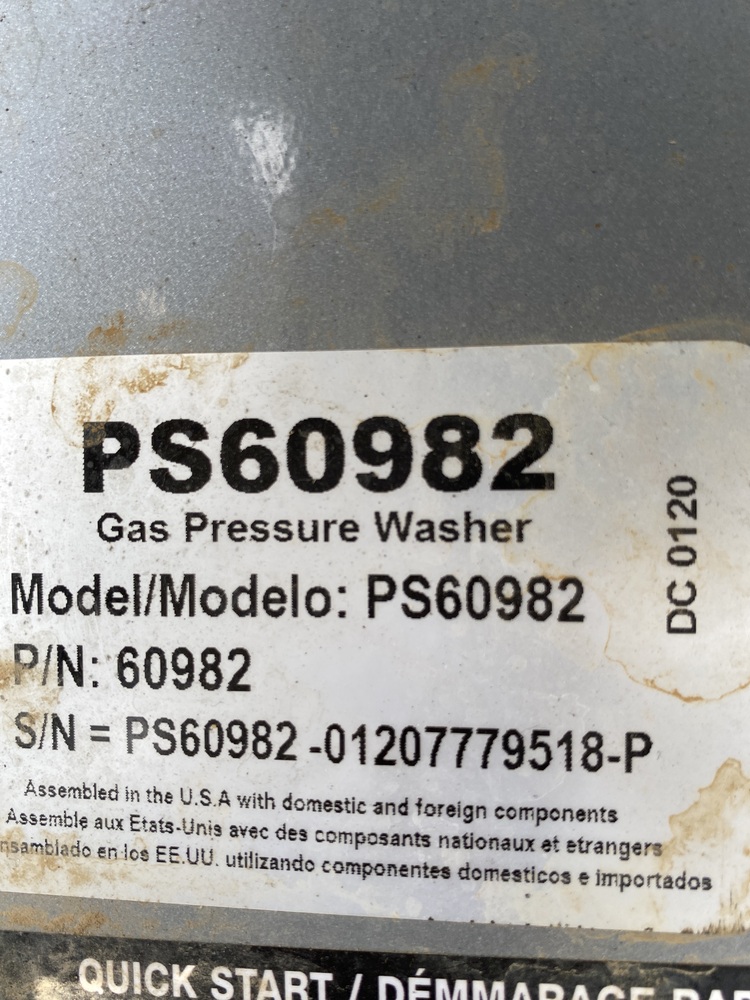 PS60982
Gas Pressure Washer
Model/Modelo: PS60982
P/N: 60982
S/N = PS60982 -01207779518-P
DC 0120
Assembled in the U.S.A with domestic and foreign components
Assemble aux Etats-Unis avec des composants nationaux et etrangers
nsamblado en los EE.UU. utilizando componentes domesticos e importados
QUICK START / DÉMMARAGE RA